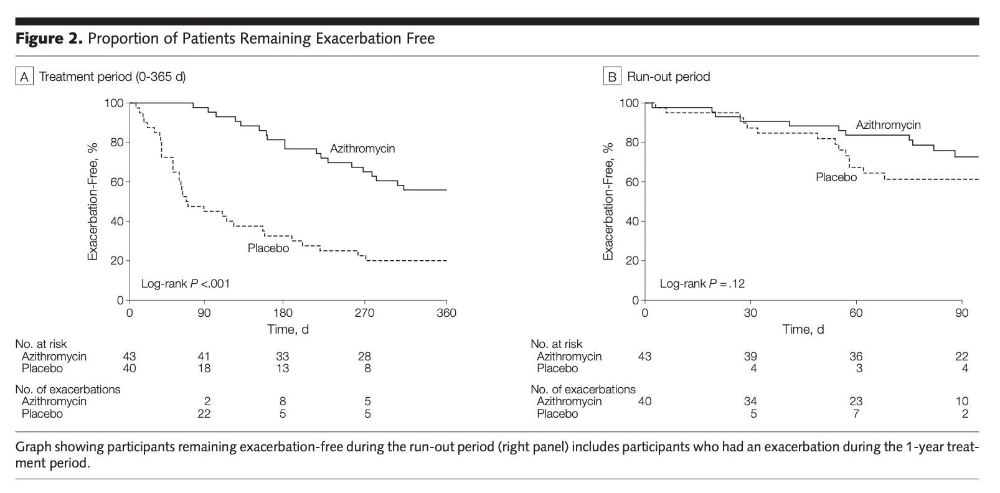 Figure 2. Proportion of Patients Remaining Exacerbation Free
A Treatment period (0-365 d)
100
80
60
40
20
0
Exacerbation-Free, %
Azithromycin
Placebo
Log-rank P <.001
0 90 180 270 360
Time, d
No. at risk
Azithromycin 43 41 33 28
Placebo 40 18 13 8
No. of exacerbations
Azithromycin 2 8 5
Placebo 22 5 5
B Run-out period
100
80
60
40
20
0
Exacerbation-Free, %
Azithromycin
Placebo
Log-rank P = .12
0 30 60 90
Time, d
No. at risk
Azithromycin 43 39 36 22
Placebo 4 3 4
No. of exacerbations
Azithromycin 40 34 23 10
Placebo 5 7 2
Graph showing participants remaining exacerbation-free during the run-out period (right panel) includes participants who had an exacerbation during the 1-year treat-
ment period.